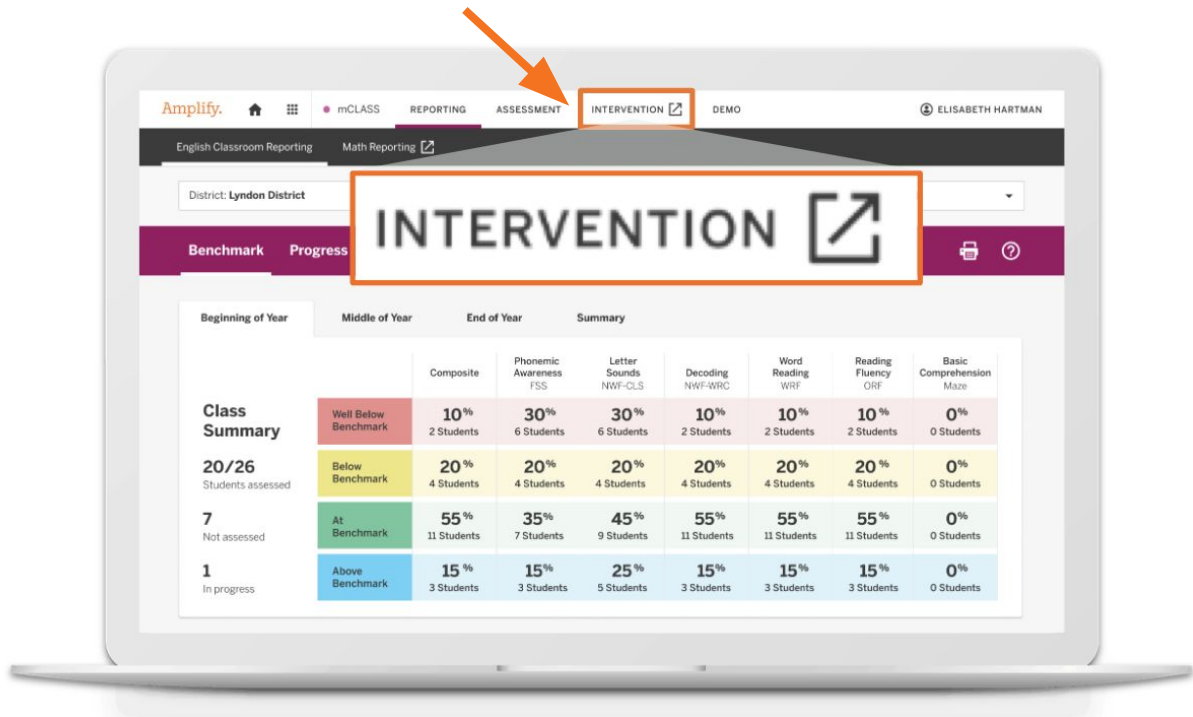 Amplify.
mCLASS
REPORTING
ASSESSMENT
INTERVENTION
DEMO
ELISABETH HARTMAN
English Classroom Reporting
Math Reporting
District: Lyndon District
INTERVENTION
Benchmark
Progress
Beginning of Year
Middle of Year
End of Year
Summary
Composite
Phonemic
Awareness
FSS
Letter
Sounds
NWF-CLS
Decoding
NWF-WRC
Word
Reading
WRF
Reading
Fluency
ORF
Basic
Comprehension
Maze
Class
Summary
20/26
Students assessed
7
Not assessed
1
In progress
Well Below
Benchmark
10% 30% 30% 10% 10% 10% 0%
2 Students 6 Students 6 Students 2 Students 2 Students 2 Students 0 Students
Below
Benchmark
20% 20% 20% 20% 20% 20% 0%
4 Students 4 Students 4 Students 4 Students 4 Students 4 Students 0 Students
At
Benchmark
55% 35% 45% 55% 55% 55% 0%
11 Students 7 Students 9 Students 11 Students 11 Students 11 Students 0 Students
Above
Benchmark
15% 15% 25% 15% 15% 15% 0%
3 Students 3 Students 5 Students 3 Students 3 Students 3 Students 0 Students